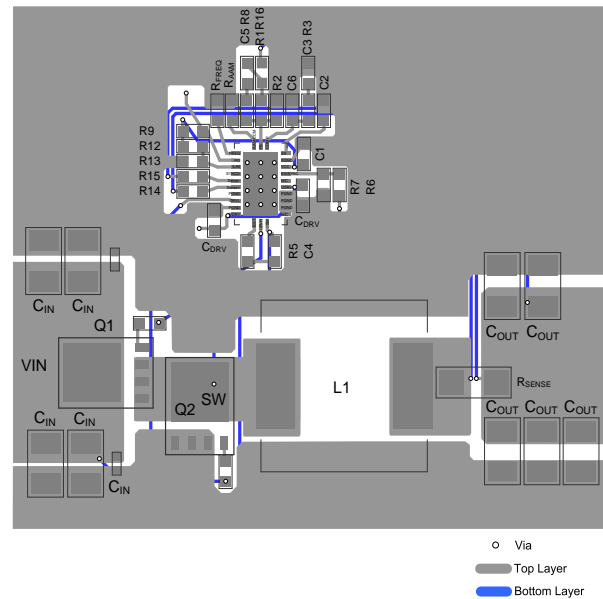 C5 R8
R1R16
C3 R3
RFREQ
RAAM
R2
C6
C2
R9
R12
R13
R15
R14
C1
R7
R6
CDRV
CDRV
R5
C4
CIN
CIN
Q1
COUT
COUT
VIN
L1
RSENSE
Q2
SW
CIN
CIN
COUT
COUT
COUT
CIN
Via
Top Layer
Bottom Layer